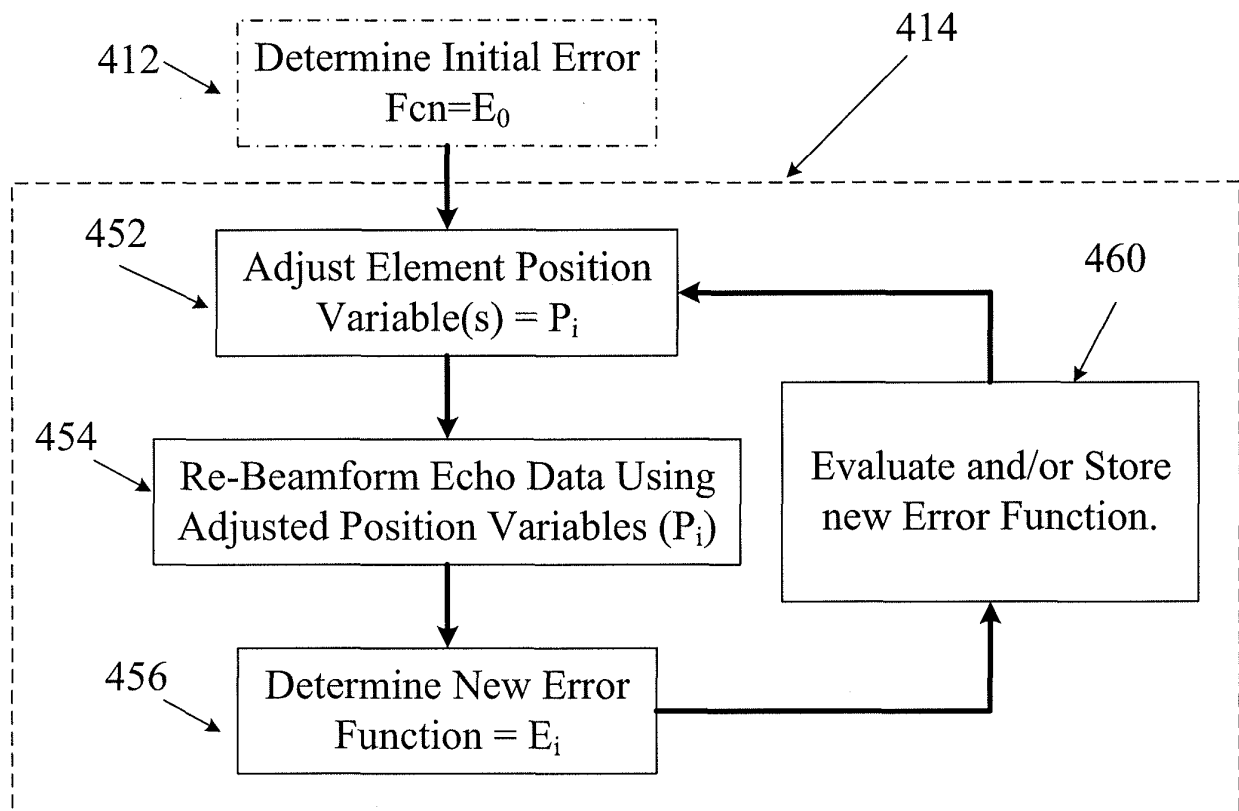 412
Determine Initial Error
Fcn=E₀
414
452
Adjust Element Position
Variable(s) = Pᵢ
460
454
Re-Beamform Echo Data Using
Adjusted Position Variables (Pᵢ)
Evaluate and/or Store
new Error Function.
456
Determine New Error
Function = Eᵢ